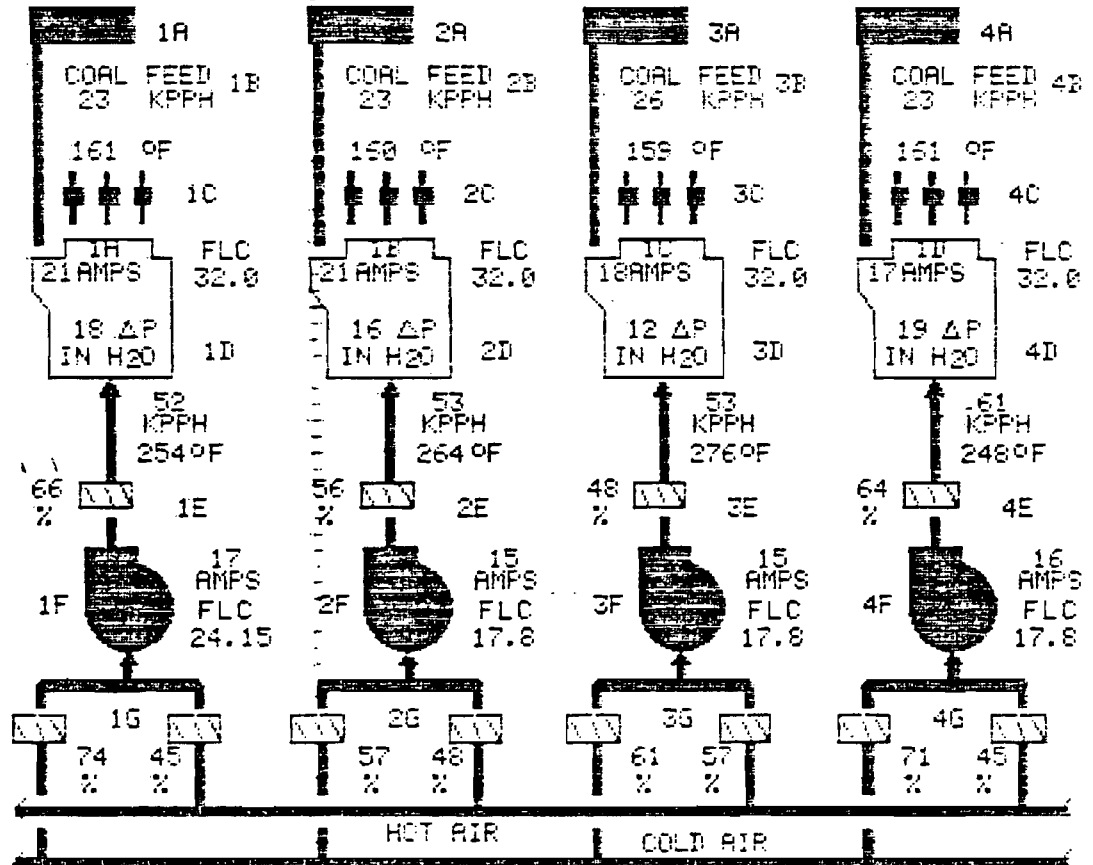 1A 2A 3A 4A
COAL FEED 1B COAL FEED 2B COAL FEED 3B COAL FEED 4B
23 KPPH 23 KPPH 26 KPPH 23 KPPH
161 °F 160 °F 159 °F 161 °F
1C 2C 3C 4C
1A FLC 1B FLC 1C FLC 1D FLC
21 AMPS 32.0 21 AMPS 32.0 18 AMPS 32.0 17 AMPS 32.0
18 ΔP 16 ΔP 12 ΔP 19 ΔP
IN H2O 1D IN H2O 2D IN H2O 3D IN H2O 4D
52 53 53 61
KPPH KPPH KPPH KPPH
254°F 264°F 276°F 248°F
66 56 48 64
% 1E % 2E % 3E % 4E
17 15 15 16
AMPS AMPS AMPS AMPS
1F FLC 2F FLC 3F FLC 4F FLC
24.15 17.8 17.8 17.8
1G 2G 3G 4G
74 45 57 48 61 57 71 45
% % % % % % % %
HOT AIR COLD AIR